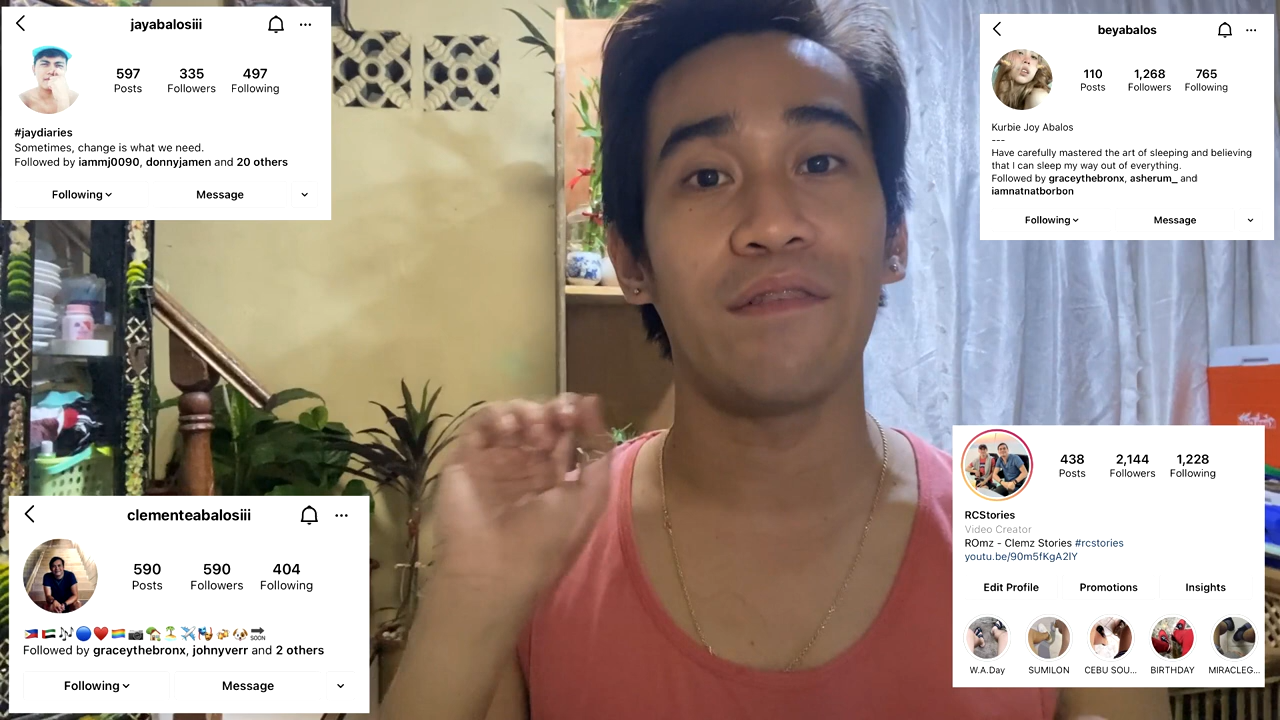 jayabalosiii
597
335
497
Posts
Followers
Following
#jaydiaries
Sometimes, change is what we need.
Followed by iammj0090, donnyjamen and 20 others
Following
Message
beyabalos
110
1,268
765
Posts
Followers
Following
Kurbie Joy Abalos
---
Have carefully mastered the art of sleeping and believing
that I can sleep my way out of everything.
Followed by graceythebronx, asherum_ and
iamnatnatborbon
Following
Message
clementeabalosiii
590
590
404
Posts
Followers
Following
🇵🇭🇦🇪🎶🔵❤️🏳️‍🌈📷🏡🏝️✈️🤿🍻🐶🔜
Followed by graceythebronx, johnyverr and 2 others
Following
Message
438
2,144
1,228
Posts
Followers
Following
RCStories
Video Creator
ROmz - Clemz Stories #rcstories
youtu.be/90m5fKgA2lY
Edit Profile
Promotions
Insights
W.A.Day
SUMILON
CEBU SOU...
BIRTHDAY
MIRACLEG...